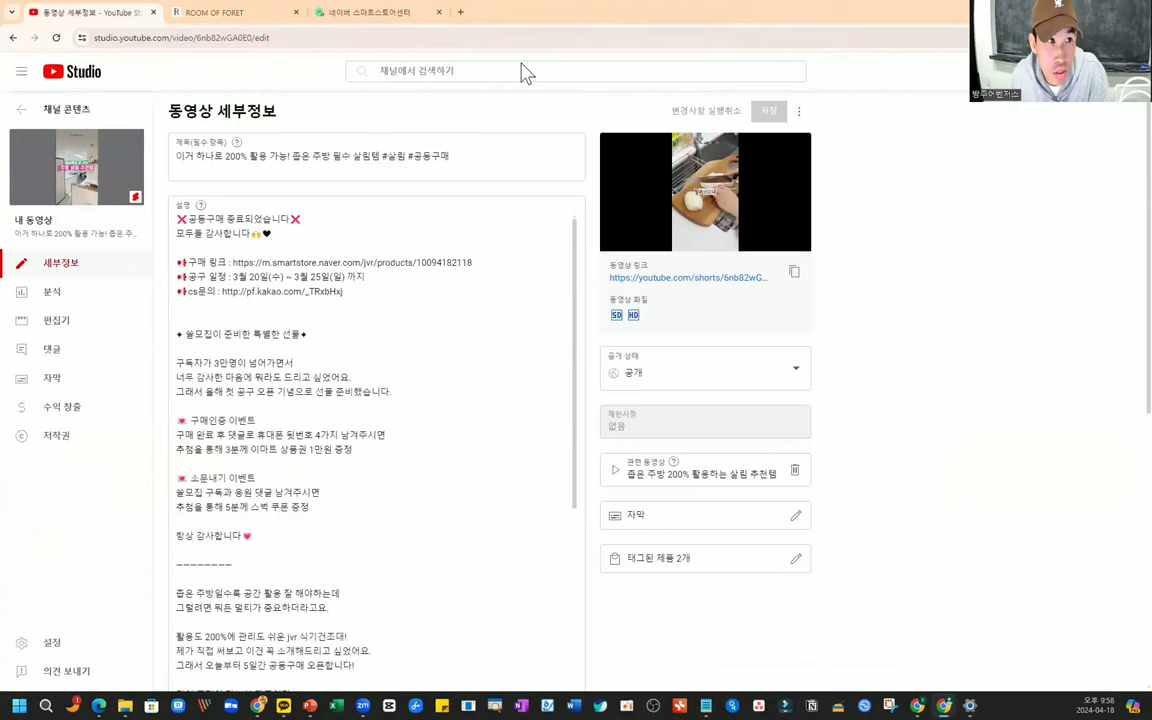 동영상 세부정보 - YouTube St
ROOM OF FORET
네이버 스마트스토어센터
studio.youtube.com/video/6nb82wGA0E0/edit
Studio
채널에서 검색하기
방주어벤저스
채널 콘텐츠
내 동영상
이거 하나로 200% 활용 가능! 좁은 주...
세부정보
분석
편집기
댓글
자막
수익 창출
저작권
설정
의견 보내기
동영상 세부정보
변경사항 실행취소
저장
제목(필수 항목)
이거 하나로 200% 활용 가능! 좁은 주방 필수 살림템 #살림 #공동구매
설명
❌공동구매 종료되었습니다❌
모두들 감사합니다🙌🖤
📢구매 링크 : https://m.smartstore.naver.com/jvr/products/10094182118
📢공구 일정 : 3월 20일(수) ~ 3월 25일(일) 까지
📢cs문의 : http://pf.kakao.com/_TRxbHxj
✦ 쏠모집이 준비한 특별한 선물✦
구독자가 3만명이 넘어가면서
너무 감사한 마음에 뭐라도 드리고 싶었어요.
그래서 올해 첫 공구 오픈 기념으로 선물 준비했습니다.
💌 구매인증 이벤트
구매 완료 후 댓글로 휴대폰 뒷번호 4가지 남겨주시면
추첨을 통해 3분께 이마트 상품권 1만원 증정
💌 소문내기 이벤트
쏠모집 구독과 응원 댓글 남겨주시면
추첨을 통해 5분께 스벅 쿠폰 증정
항상 감사합니다💗
————————
좁은 주방일수록 공간 활용 잘 해야하는데
그럴려면 뭐든 멀티가 중요하더라고요.
활용도 200%에 관리도 쉬운 jvr 식기건조대!
제가 직접 써보고 이건 꼭 소개해드리고 싶었어요.
그래서 오늘부터 5일간 공동구매 오픈합니다!
동영상 링크
https://youtube.com/shorts/6nb82wG...
동영상 화질
SD HD
공개 상태
공개
제한사항
없음
관련 동영상
좁은 주방 200% 활용하는 살림 추천템
자막
태그된 제품 2개
오후 9:58
2024-04-18